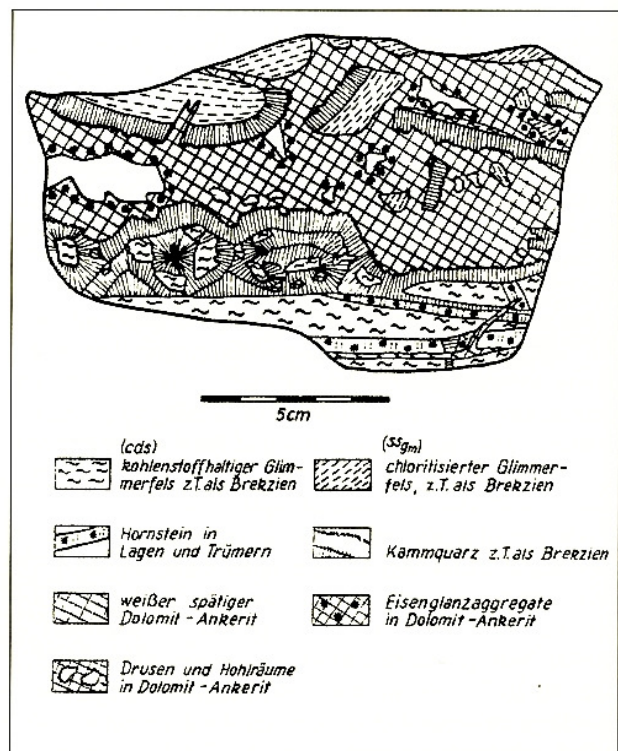 5cm
(cds)
kohlenstoffhaltiger Glim-
merfels z.T. als Brekzien
(ssgm)
chloritisierter Glimmer-
fels, z.T. als Brekzien
Hornstein in
Lagen und Trümern
Kammquarz z.T. als Brekzien
weißer spätiger
Dolomit-Ankerit
Eisenglanzaggregate
in Dolomit-Ankerit
Drusen und Hohlräume
in Dolomit-Ankerit